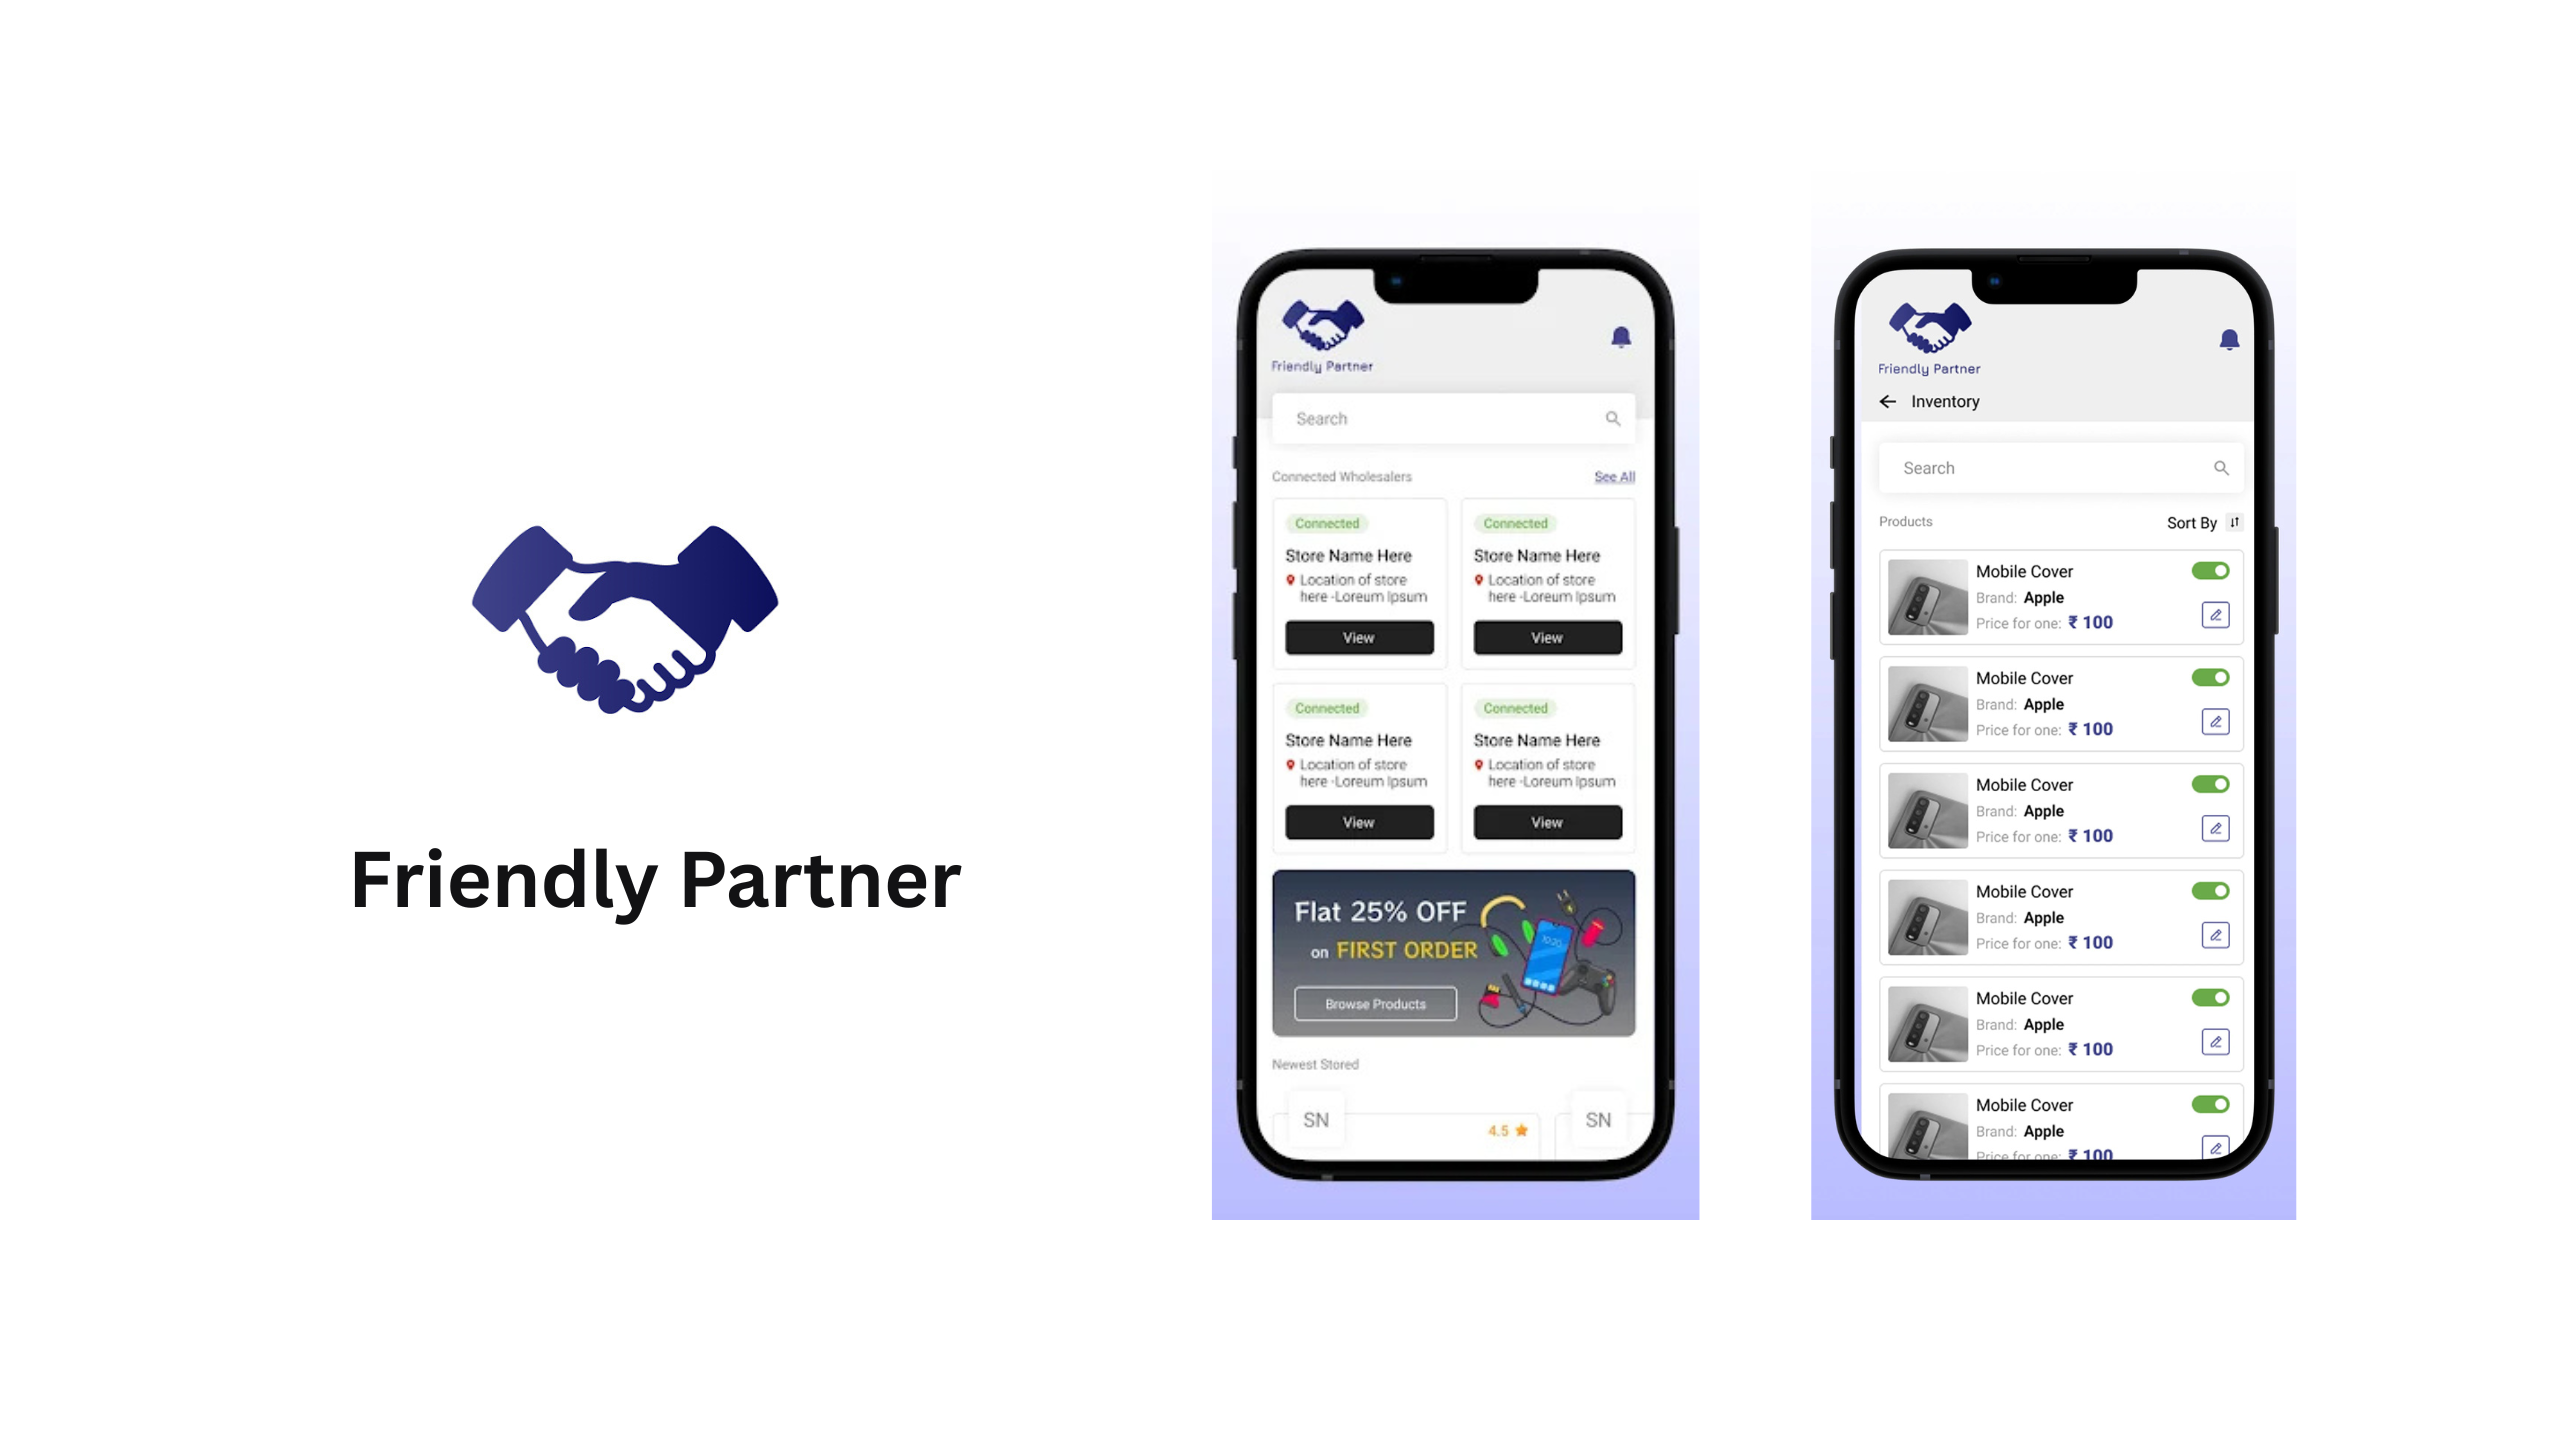 Friendly Partner
Friendly Partner
Search
Connected Wholesalers
See All
Connected
Store Name Here
Location of store
here -Loreum Ipsum
View
Connected
Store Name Here
Location of store
here -Loreum Ipsum
View
Connected
Store Name Here
Location of store
here -Loreum Ipsum
View
Connected
Store Name Here
Location of store
here -Loreum Ipsum
View
Flat 25% OFF
on FIRST ORDER
Browse Products
10:20
Newest Stored
SN
4.5
SN
Friendly Partner
Inventory
Search
Products
Sort By
Mobile Cover
Brand: Apple
Price for one: ₹ 100
Mobile Cover
Brand: Apple
Price for one: ₹ 100
Mobile Cover
Brand: Apple
Price for one: ₹ 100
Mobile Cover
Brand: Apple
Price for one: ₹ 100
Mobile Cover
Brand: Apple
Price for one: ₹ 100
Mobile Cover
Brand: Apple
Price for one: ₹ 100